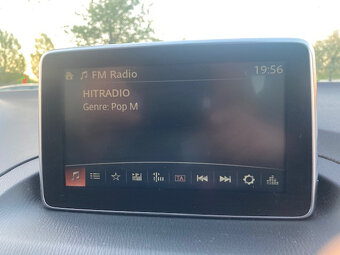 FM Radio 19:56
HITRADIO
Genre: Pop M
TA